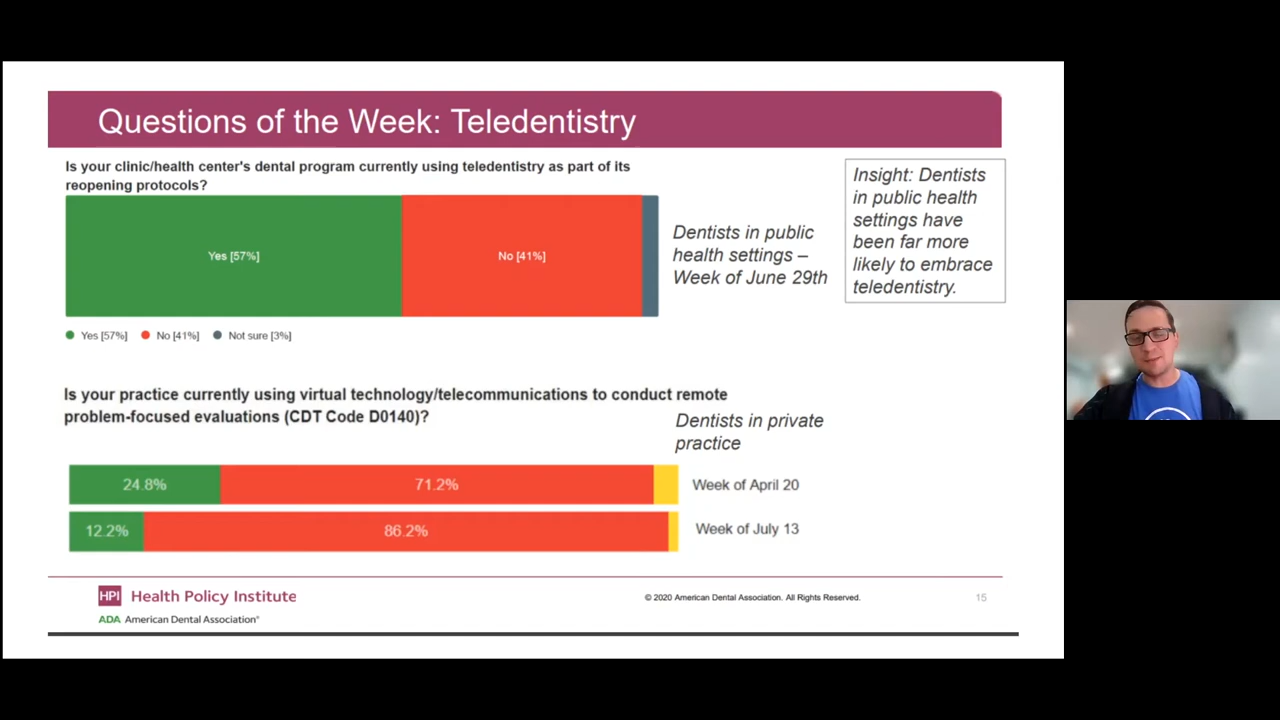 Questions of the Week: Teledentistry
Is your clinic/health center's dental program currently using teledentistry as part of its
reopening protocols?
Yes [57%]
No [41%]
Yes [57%]
No [41%]
Not sure [3%]
Dentists in public
health settings –
Week of June 29th
Insight: Dentists
in public health
settings have
been far more
likely to embrace
teledentistry.
Is your practice currently using virtual technology/telecommunications to conduct remote
problem-focused evaluations (CDT Code D0140)?
Dentists in private
practice
24.8%
71.2%
Week of April 20
12.2%
86.2%
Week of July 13
HPI Health Policy Institute
ADA American Dental Association®
© 2020 American Dental Association. All Rights Reserved.
15